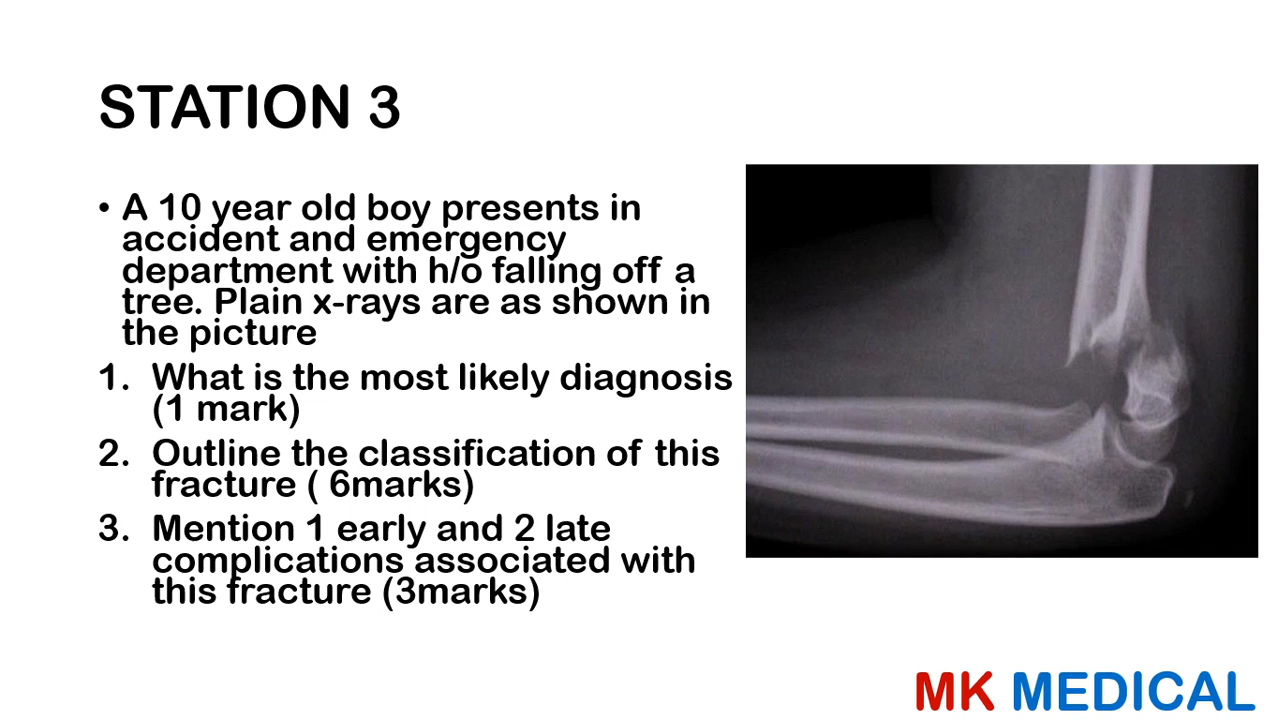 STATION 3
• A 10 year old boy presents in
accident and emergency
department with h/o falling off a
tree. Plain x-rays are as shown in
the picture
1. What is the most likely diagnosis
(1 mark)
2. Outline the classification of this
fracture ( 6marks)
3. Mention 1 early and 2 late
complications associated with
this fracture (3marks)
MK MEDICAL